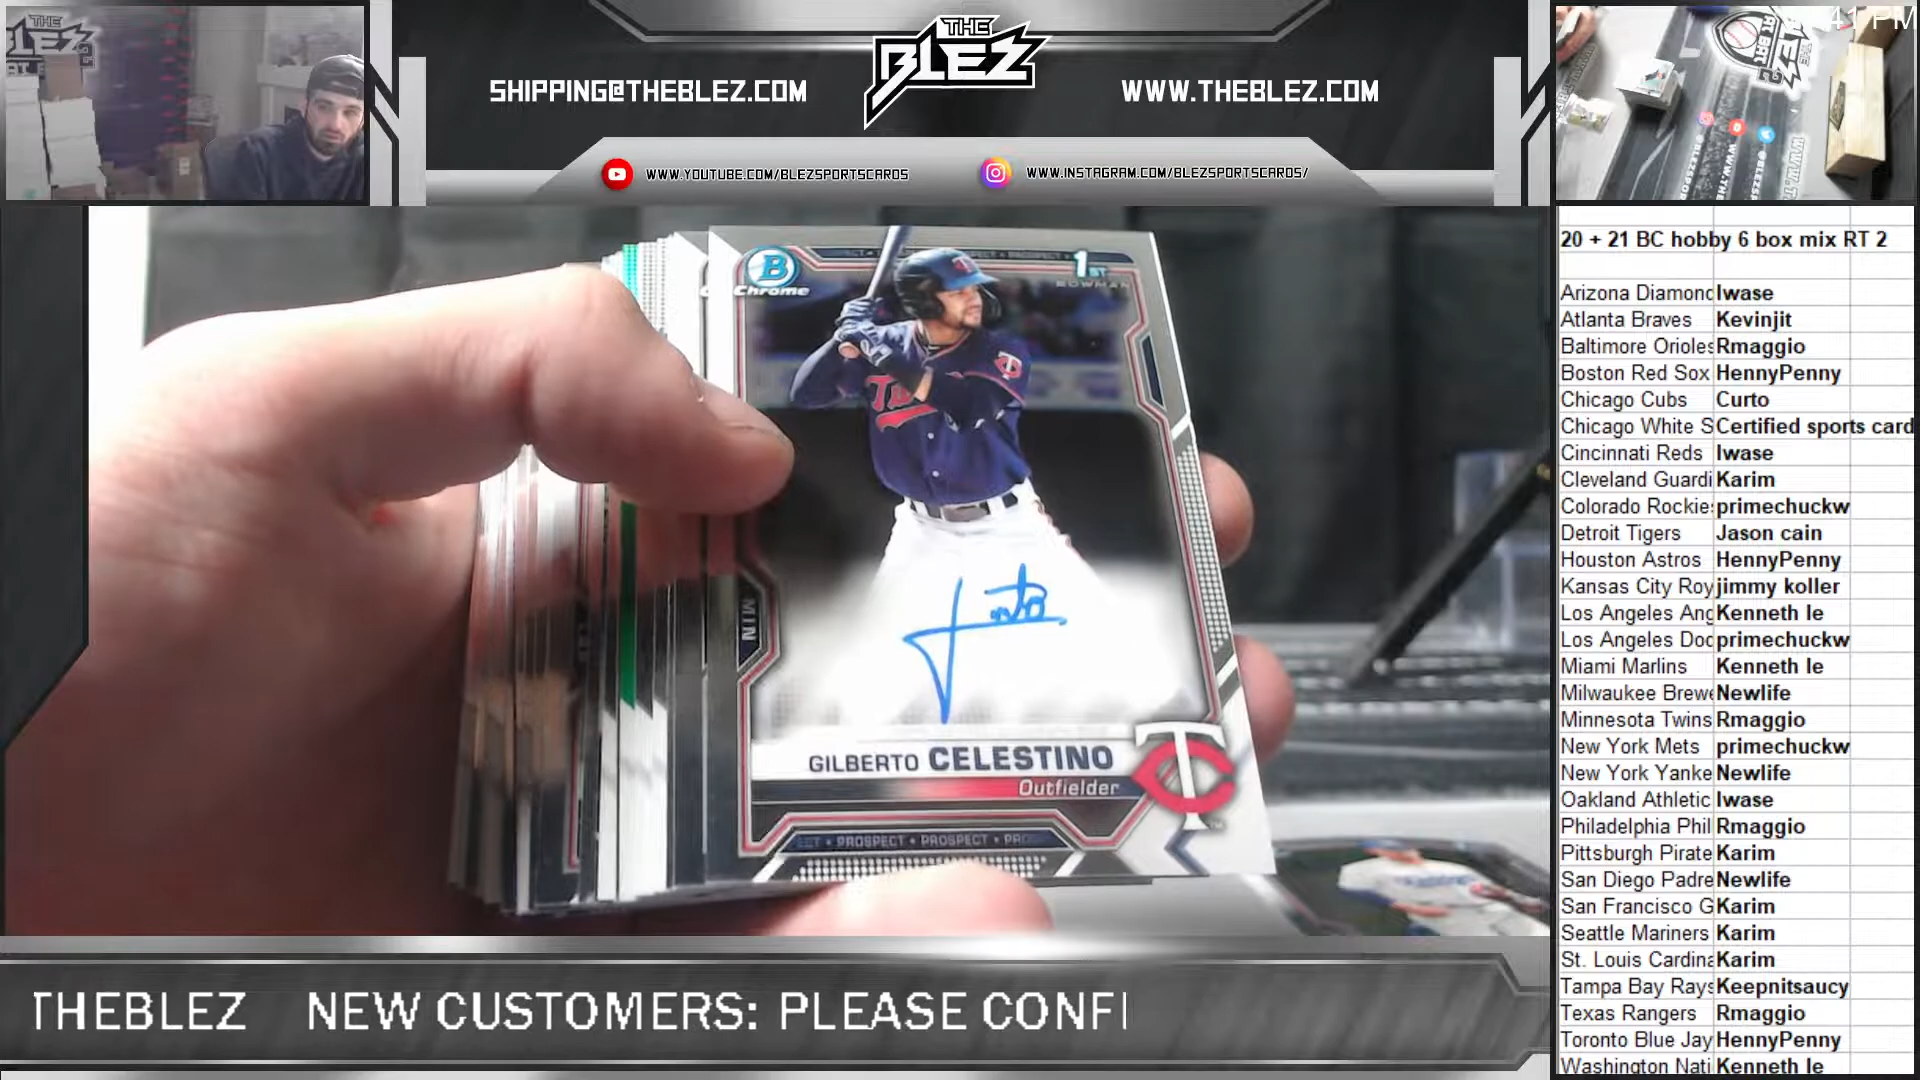 THE
BLEZ
SHIPPING@THEBLEZ.COM
WWW.THEBLEZ.COM
WWW.YOUTUBE.COM/BLEZSPORTSCARDS
WWW.INSTAGRAM.COM/BLEZSPORTSCARDS/
41 PM
B
Chrome
1ST
BOWMAN
MIN
GILBERTO CELESTINO
Outfielder
PROSPECT • PROSPECT • PRO
THEBLEZ NEW CUSTOMERS: PLEASE CONFI
20 + 21 BC hobby 6 box mix RT 2
Arizona Diamond Iwase
Atlanta Braves Kevinjit
Baltimore Orioles Rmaggio
Boston Red Sox HennyPenny
Chicago Cubs Curto
Chicago White S Certified sports card
Cincinnati Reds Iwase
Cleveland Guardi Karim
Colorado Rockies primechuckw
Detroit Tigers Jason cain
Houston Astros HennyPenny
Kansas City Roy jimmy koller
Los Angeles Ang Kenneth le
Los Angeles Dod primechuckw
Miami Marlins Kenneth le
Milwaukee Brewe Newlife
Minnesota Twins Rmaggio
New York Mets primechuckw
New York Yanke Newlife
Oakland Athletic Iwase
Philadelphia Phil Rmaggio
Pittsburgh Pirate Karim
San Diego Padre Newlife
San Francisco G Karim
Seattle Mariners Karim
St. Louis Cardina Karim
Tampa Bay Rays Keepnitsaucy
Texas Rangers Rmaggio
Toronto Blue Jay HennyPenny
Washington Nati Kenneth le